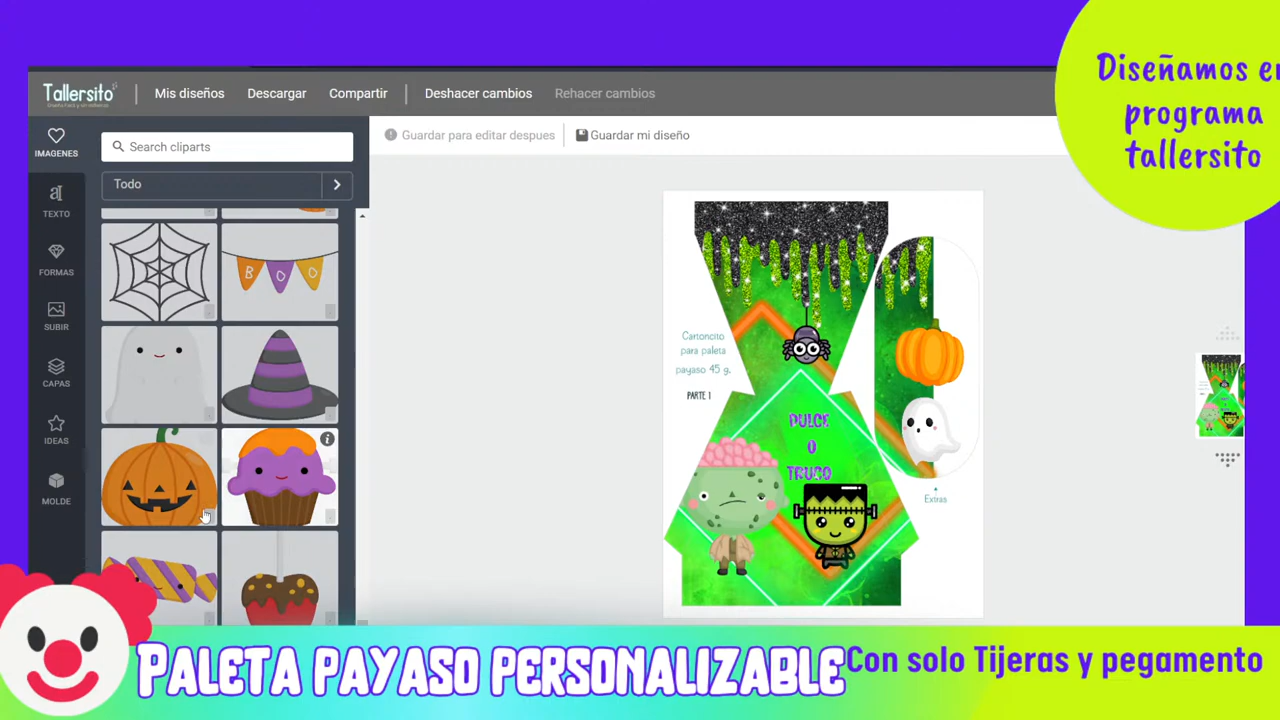 Diseñamos en
programa
tallersito
Tallersito
Mis diseños
Descargar
Compartir
Deshacer cambios
Rehacer cambios
IMAGENES
TEXTO
FORMAS
SUBIR
CAPAS
IDEAS
MOLDE
Search cliparts
Todo
BOO
Guardar para editar despues
Guardar mi diseño
Cartoncito
para paleta
payaso 45 g.
PARTE 1
DULCE
O
TRUCO
Extras
PALETA PAYASO PERSONALIZABLE
Con solo Tijeras y pegamento